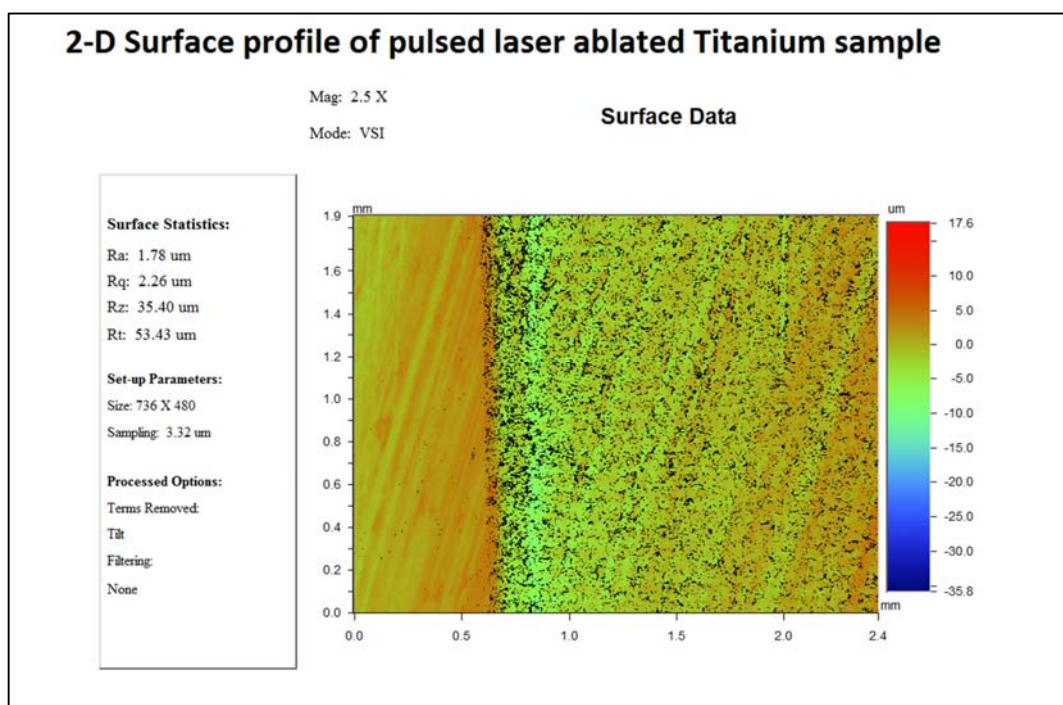 2-D Surface profile of pulsed laser ablated Titanium sample
Mag: 2.5 X
Mode: VSI
Surface Data
Surface Statistics:
Ra: 1.78 um
Rq: 2.26 um
Rz: 35.40 um
Rt: 53.43 um
Set-up Parameters:
Size: 736 X 480
Sampling: 3.32 um
Processed Options:
Terms Removed:
Tilt
Filtering:
None
mm
1.9
1.6
1.4
1.2
1.0
0.8
0.6
0.4
0.2
0.0
0.0 0.5 1.0 1.5 2.0 2.4
mm
um
17.6
10.0
5.0
0.0
-5.0
-10.0
-15.0
-20.0
-25.0
-30.0
-35.8